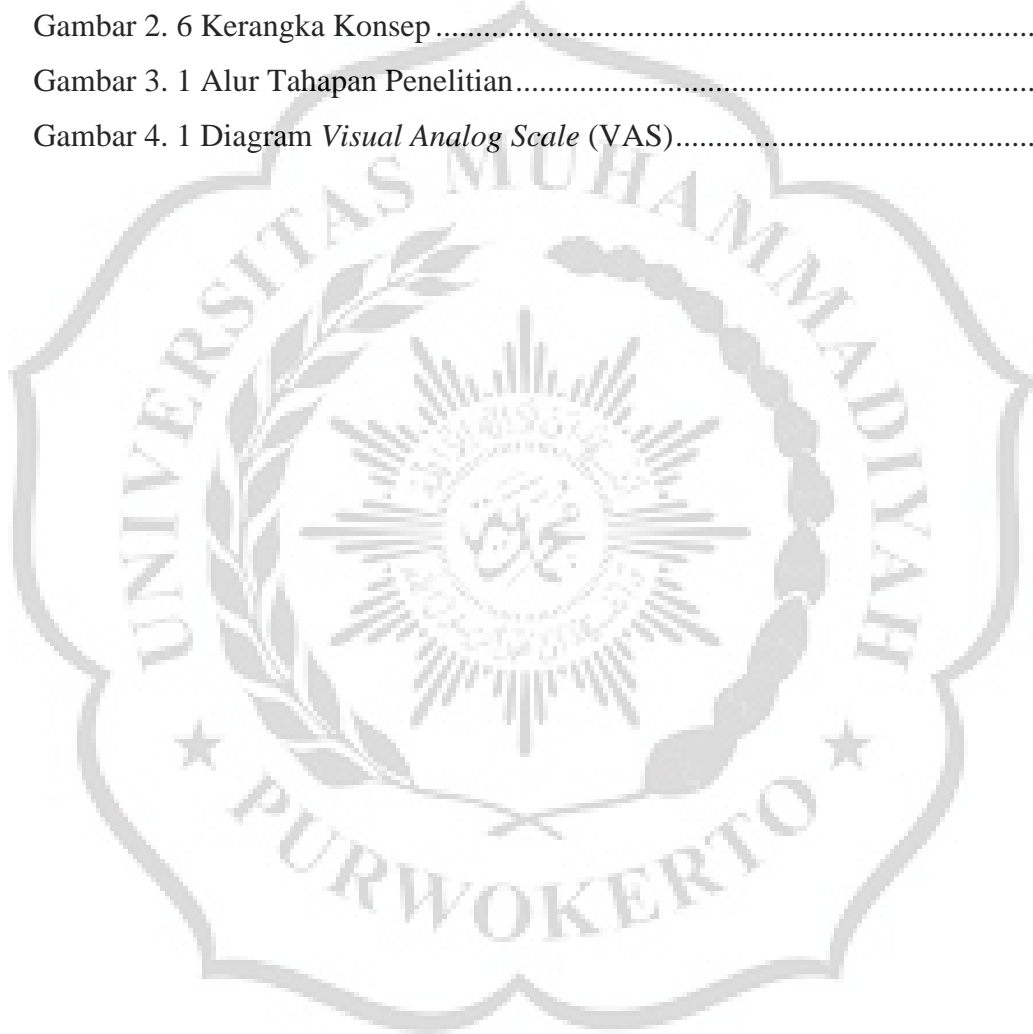 Gambar 2. 6 Kerangka Konsep ...........................................................................
Gambar 3. 1 Alur Tahapan Penelitian.................................................................
Gambar 4. 1 Diagram Visual Analog Scale (VAS).............................................
UNIVERSITAS MUHAMMADIYAH
PURWOKERTO